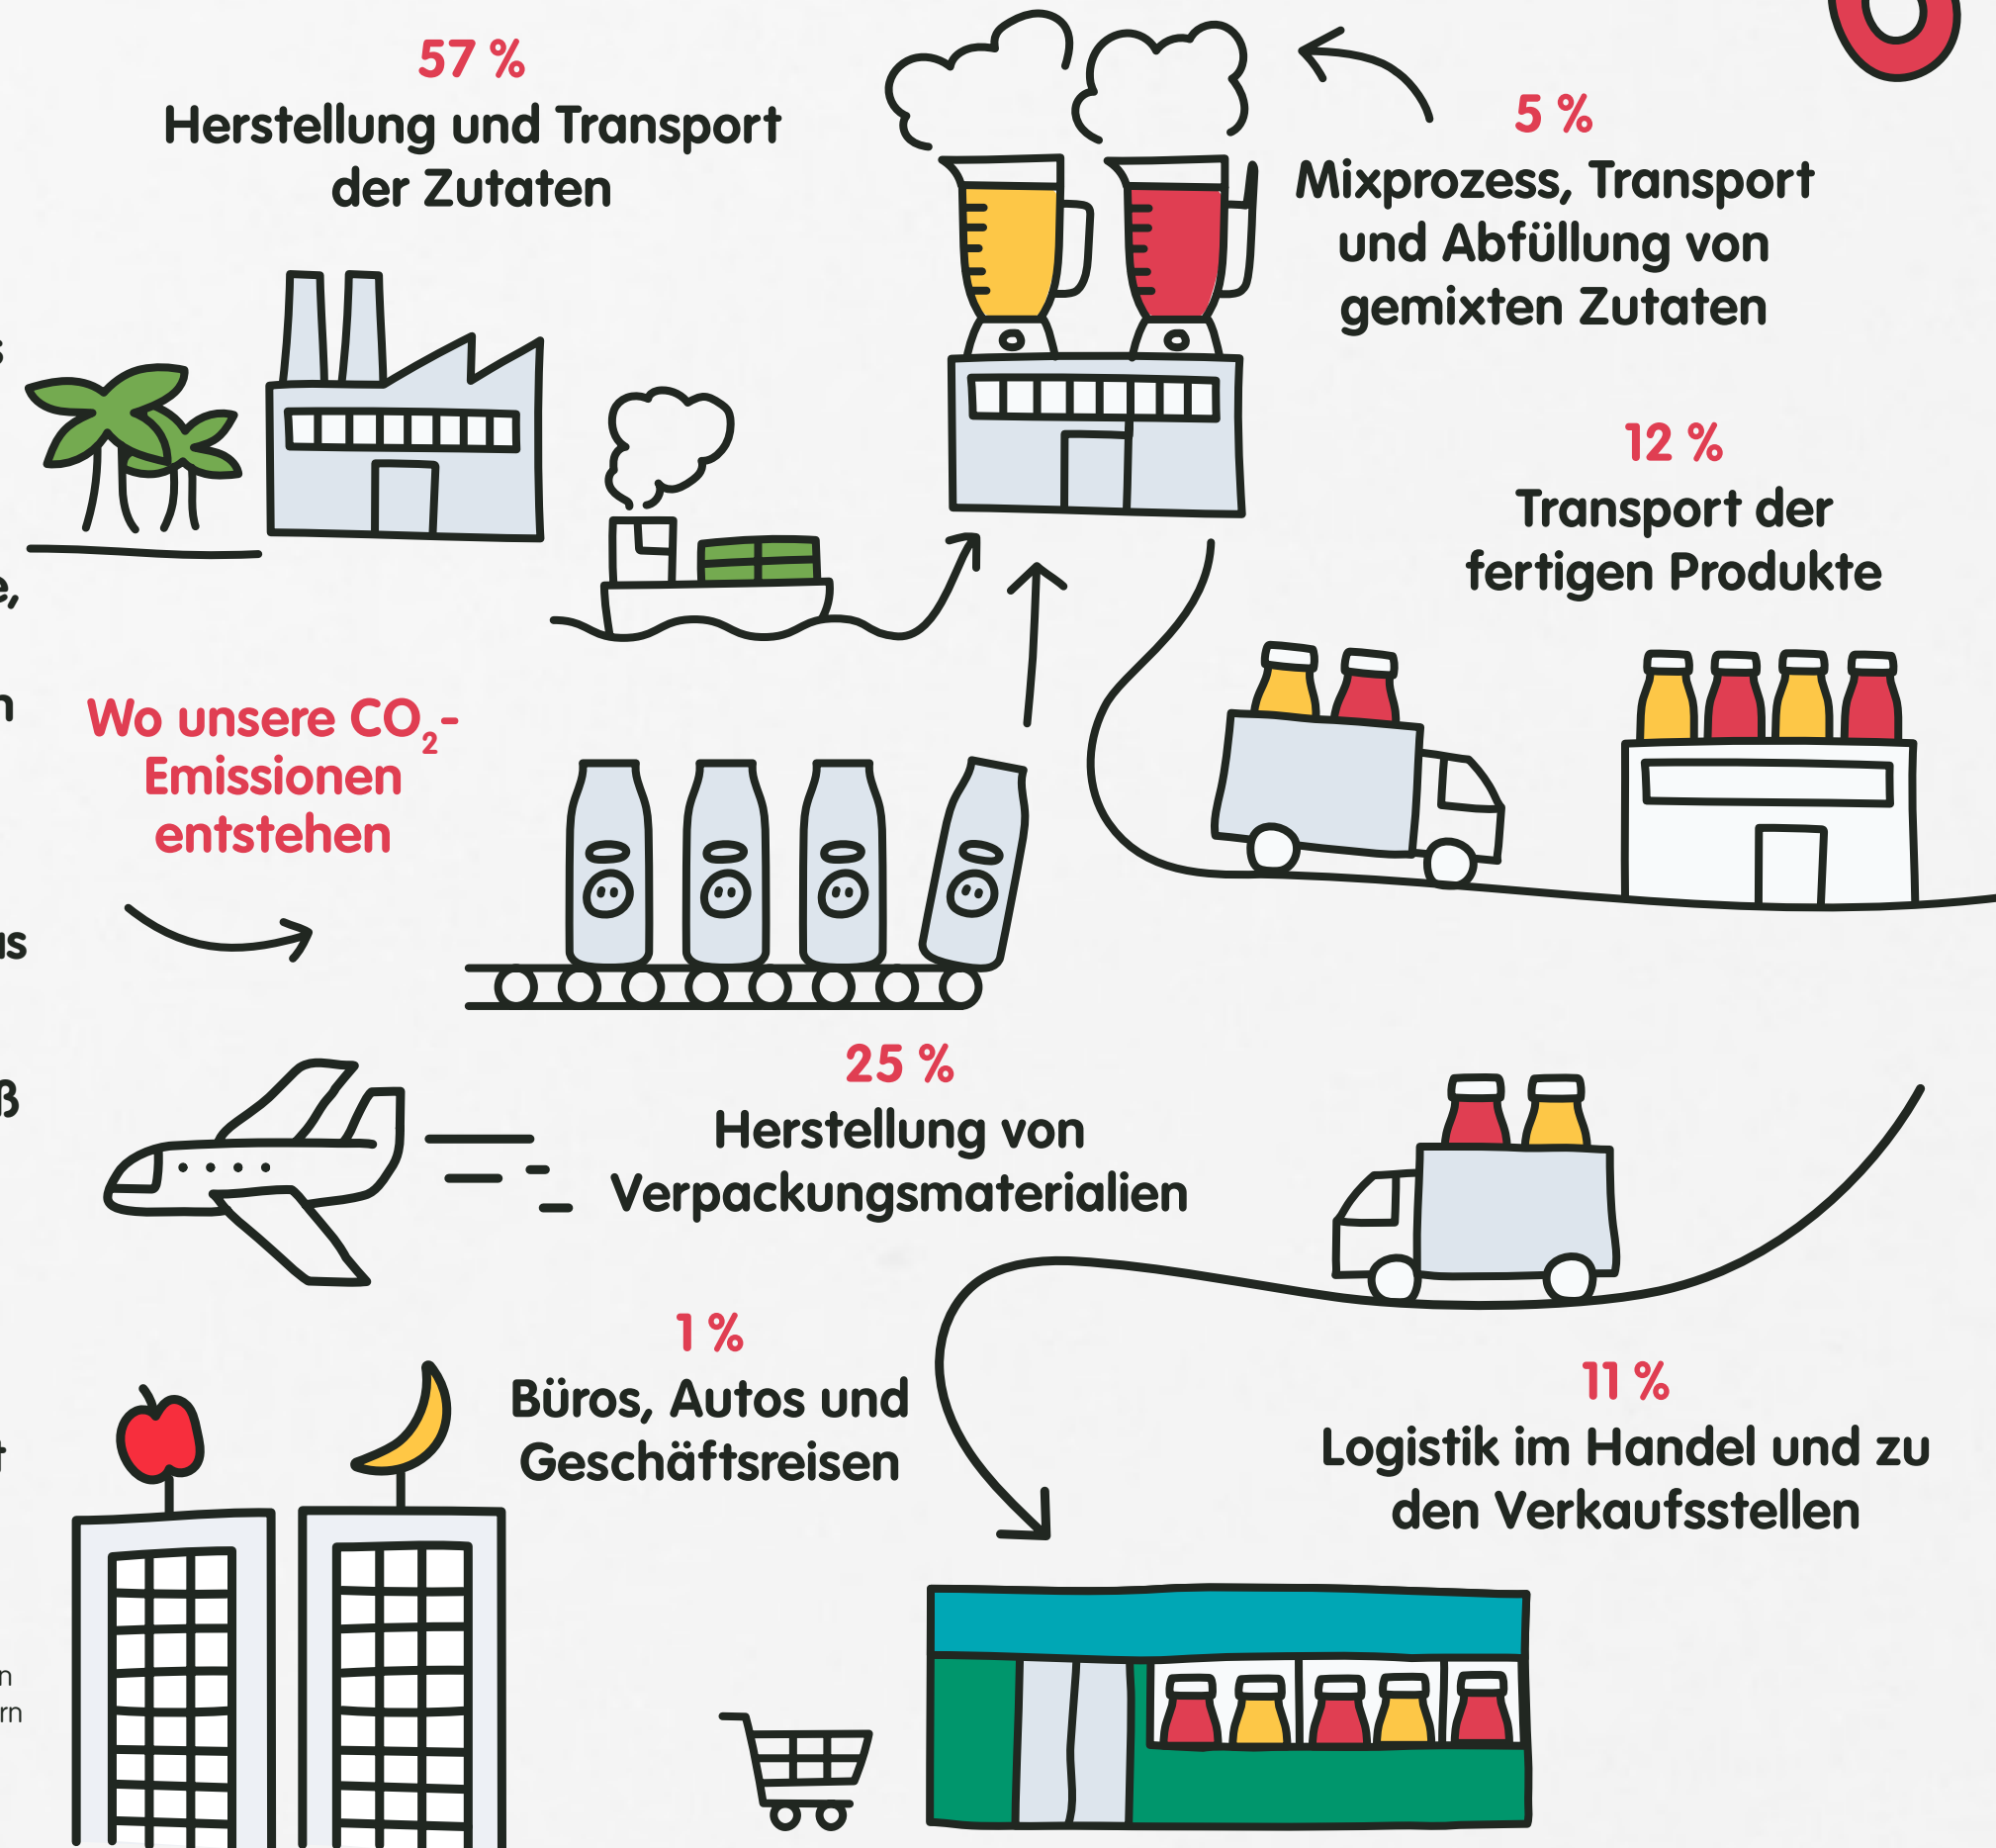 57 %
Herstellung und Transport
der Zutaten
5 %
Mixprozess, Transport
und Abfüllung von
gemixten Zutaten
12 %
Transport der
fertigen Produkte
Wo unsere CO₂-
Emissionen
entstehen
25 %
Herstellung von
Verpackungsmaterialien
1 %
Büros, Autos und
Geschäftsreisen
11 %
Logistik im Handel und zu
den Verkaufsstellen